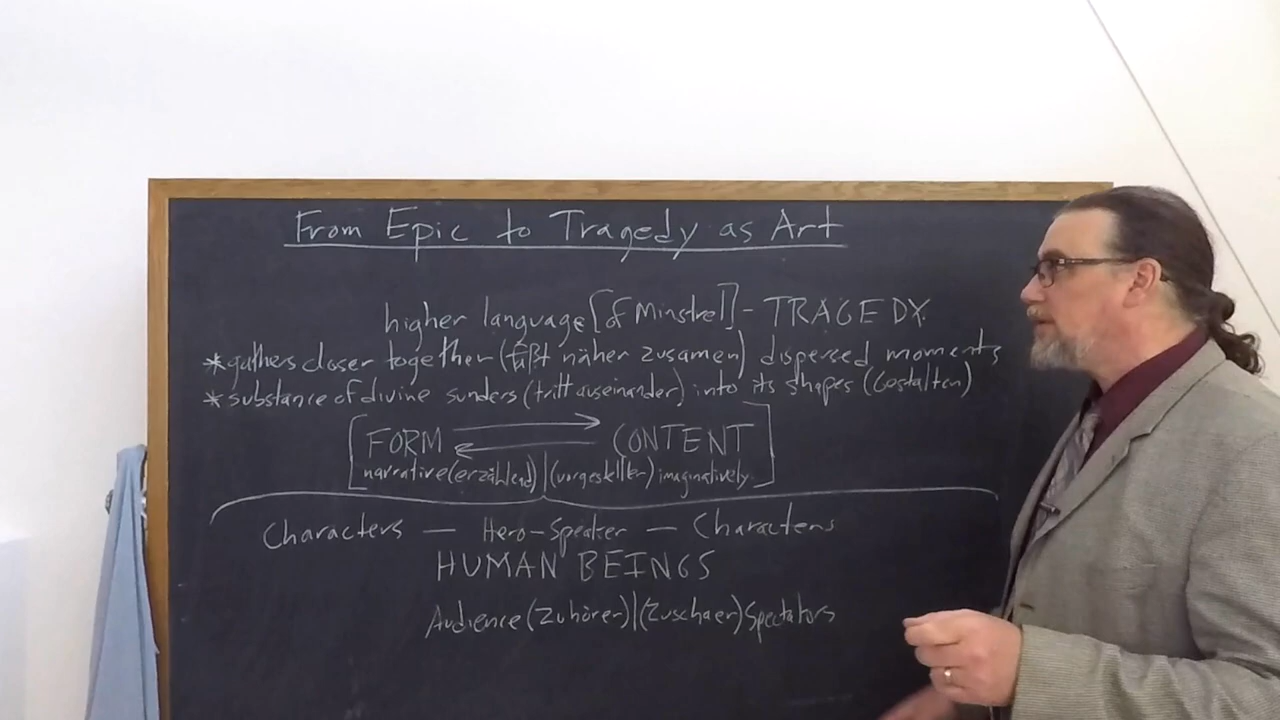 From Epic to Tragedy as Art
higher language [of Minstrel] - TRAGEDY
*gathers closer together (faßt näher zusamen) dispersed moments
*substance of divine sunders (tritt auseinander) into its shapes (Gestalten)
[FORM CONTENT]
narrative (erzählend) | (vorgestellter) imaginatively
Characters — Hero-Speaker — Characters
HUMAN BEINGS
Audience (Zuhörer) | (Zuschaer) Spectators